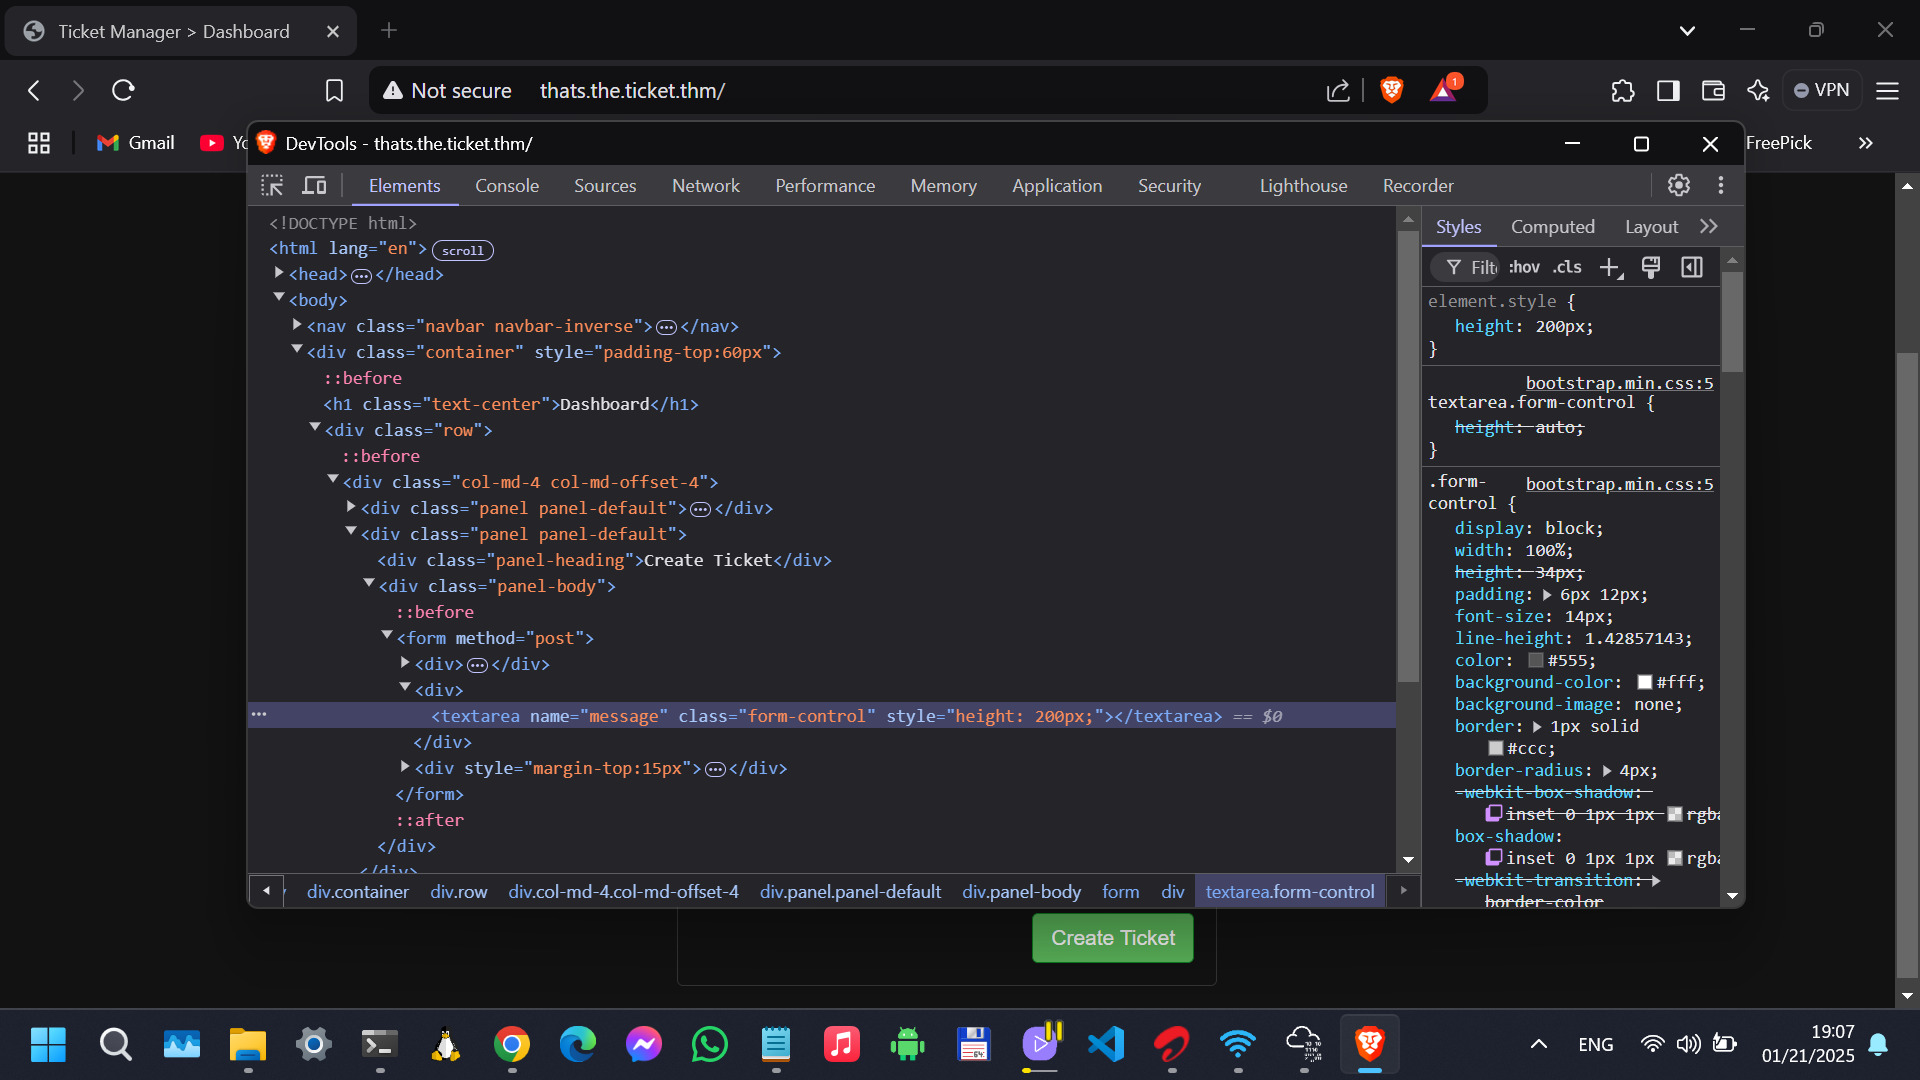 Ticket Manager > Dashboard
Not secure thats.the.ticket.thm/
1
VPN
Gmail
FreePick
DevTools - thats.the.ticket.thm/
Elements Console Sources Network Performance Memory Application Security Lighthouse Recorder
<!DOCTYPE html>
<html lang="en"> scroll
<head> </head>
<body>
<nav class="navbar navbar-inverse"> </nav>
<div class="container" style="padding-top:60px">
::before
<h1 class="text-center">Dashboard</h1>
<div class="row">
::before
<div class="col-md-4 col-md-offset-4">
<div class="panel panel-default"> </div>
<div class="panel panel-default">
<div class="panel-heading">Create Ticket</div>
<div class="panel-body">
::before
<form method="post">
<div> </div>
<div>
<textarea name="message" class="form-control" style="height: 200px;"></textarea> == $0
</div>
<div style="margin-top:15px"> </div>
</form>
::after
</div>
</div>
div.container div.row div.col-md-4.col-md-offset-4 div.panel.panel-default div.panel-body form div textarea.form-control
Styles Computed Layout
:hov .cls
element.style {
height: 200px;
}
bootstrap.min.css:5
textarea.form-control {
height: auto;
}
.form- bootstrap.min.css:5
control {
display: block;
width: 100%;
height: 34px;
padding: 6px 12px;
font-size: 14px;
line-height: 1.42857143;
color: #555;
background-color: #fff;
background-image: none;
border: 1px solid
#ccc;
border-radius: 4px;
-webkit-box-shadow:
inset 0 1px 1px
box-shadow:
inset 0 1px 1px
-webkit-transition:
border-color
Create Ticket
64
ENG
19:07
01/21/2025